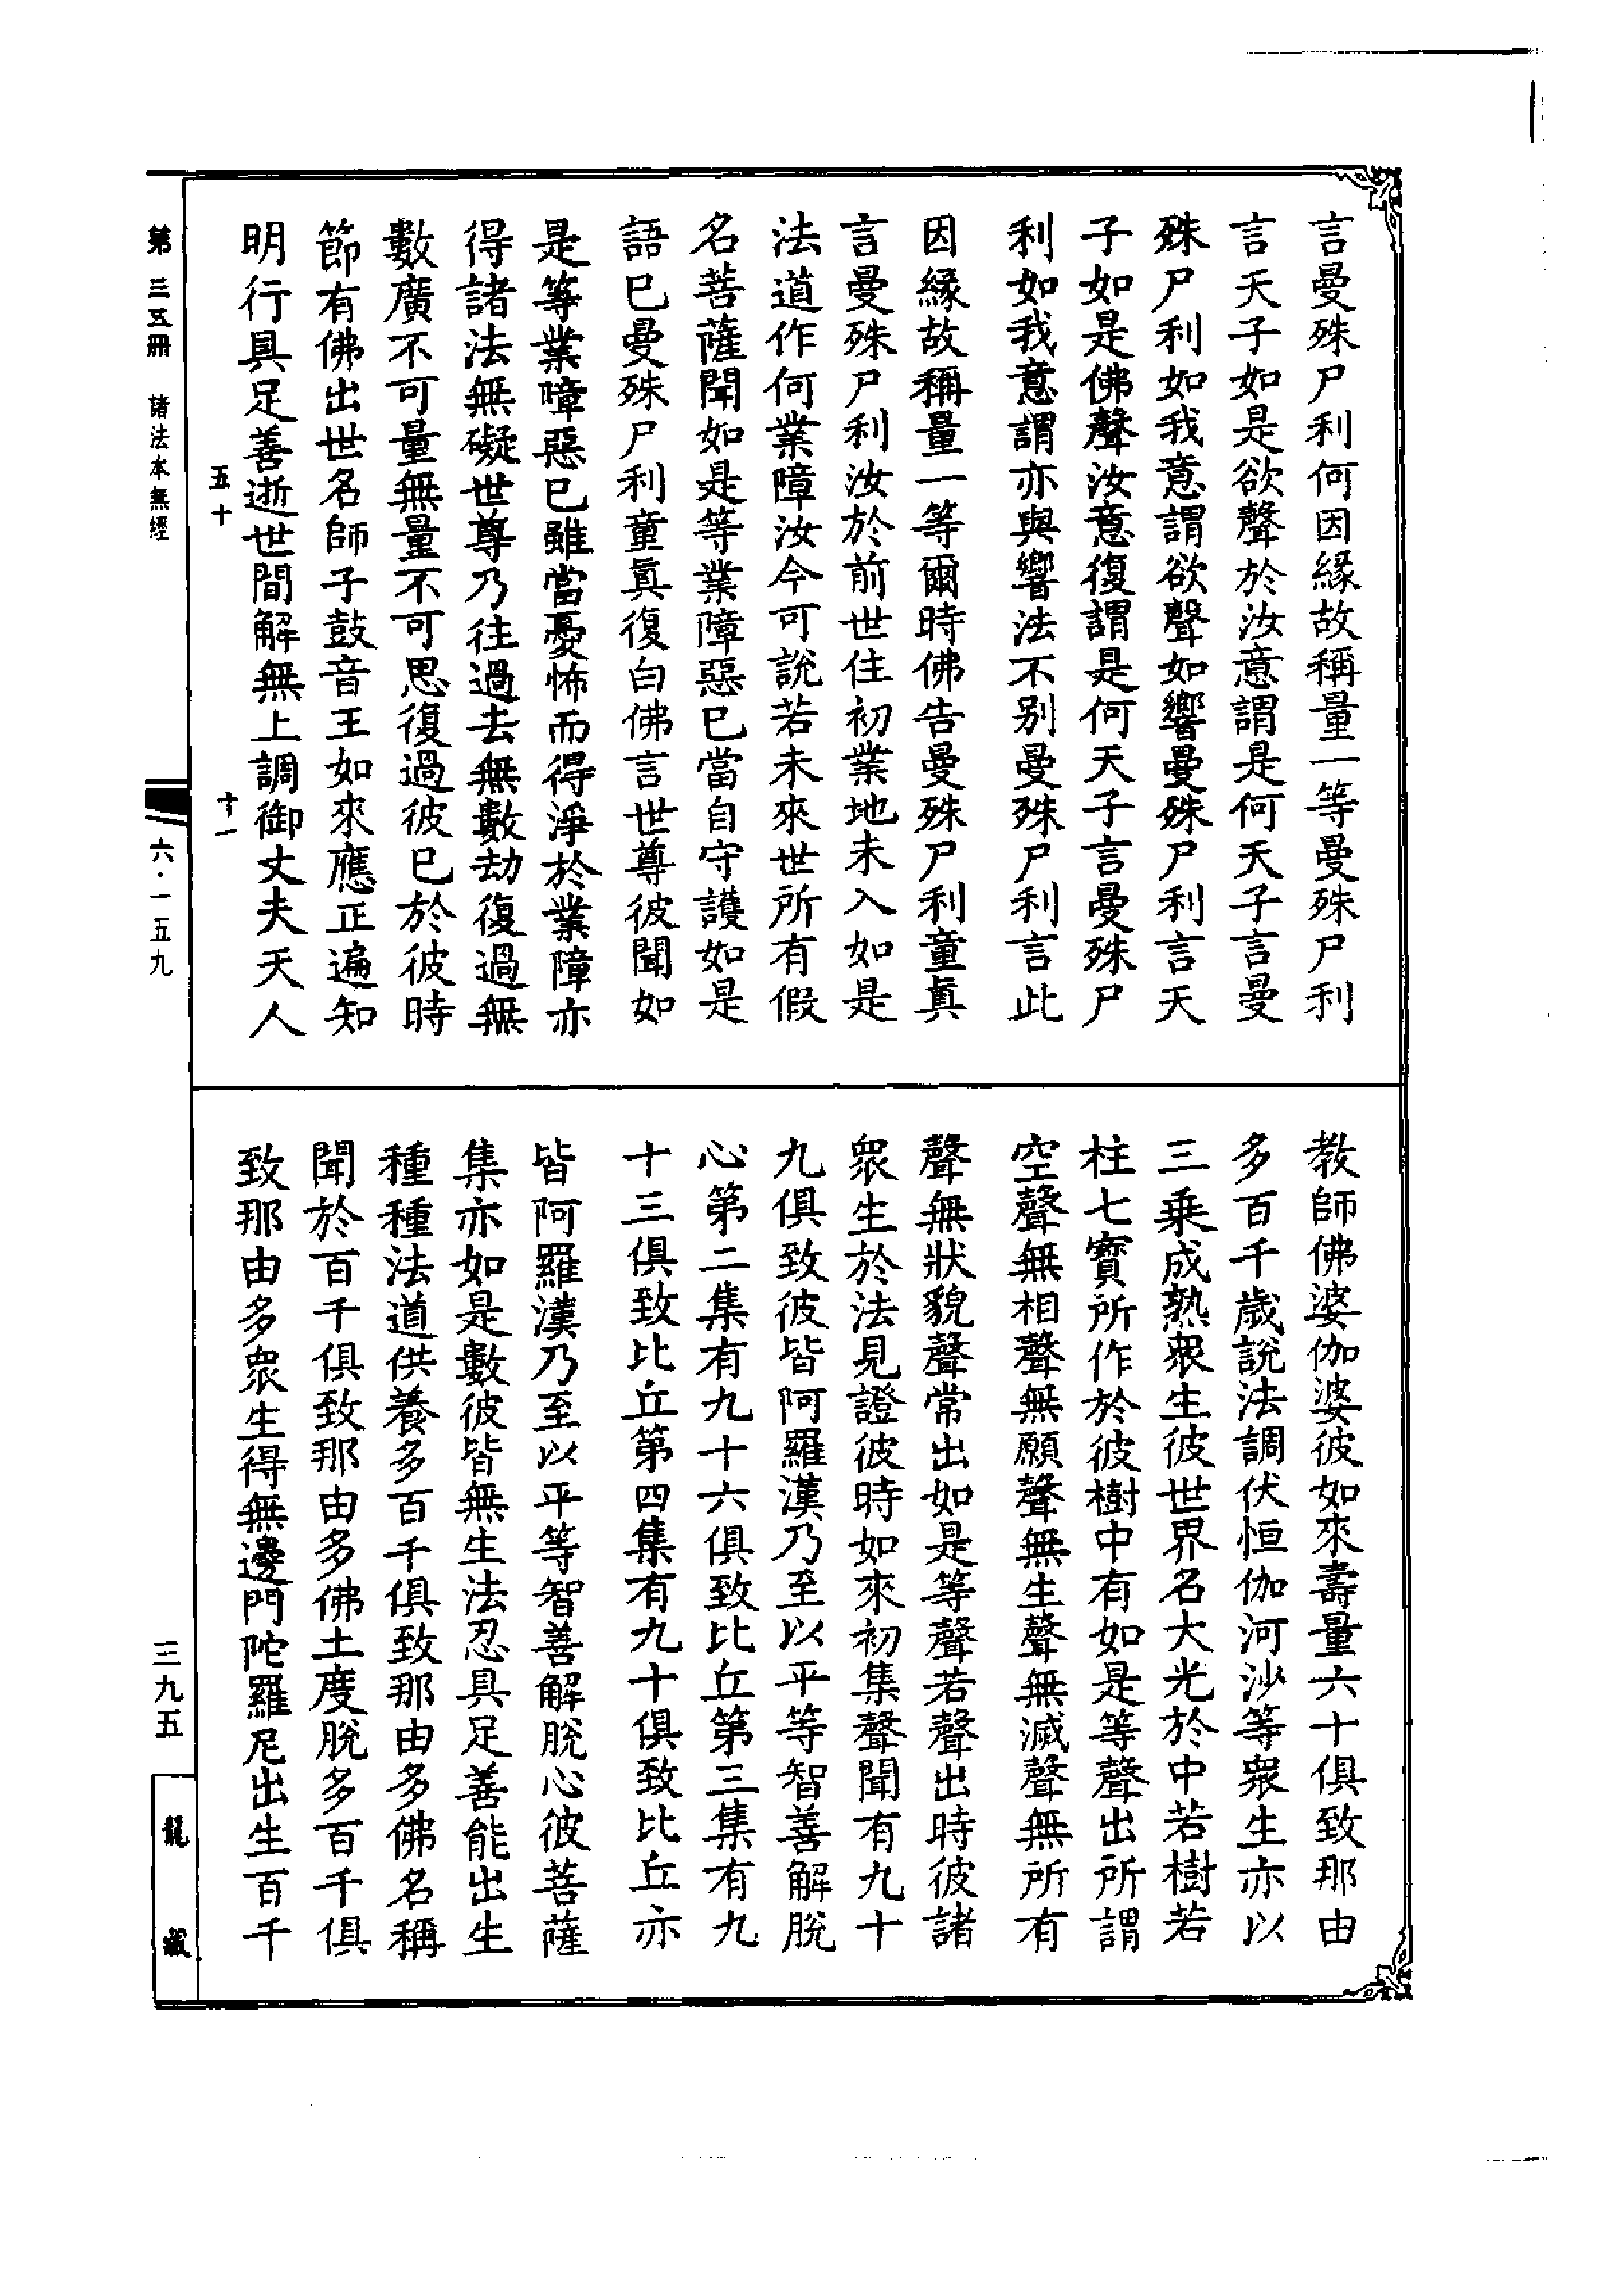 言曼殊尸利何因緣故稱量一等曼殊尸利
言天子如是欲聲於汝意謂是何天子言曼
殊尸利如我意謂欲聲如響曼殊尸利言天
子如是佛聲汝意復謂是何天子言曼殊尸
利如我意謂亦與響法不別曼殊尸利言此
因緣故稱量一等爾時佛告曼殊尸利童真
言曼殊尸利汝於前世住初業地未入如是
法道作何業障汝今可說若未來世所有假
名菩薩聞如是等業障惡已當自守護如是
語已曼殊尸利童真復白佛言世尊彼聞如
是等業障惡已雖當憂怖而得淨於業障亦
得諸法無礙世尊乃往過去無數劫復過無
數廣不可量無量不可思復過彼已於彼時
節有佛出世名師子鼓音王如來應正遍知
明行具足善逝世間解無上調御丈夫天人
教師佛婆伽婆彼如來壽量六十俱致那由
多百千歲說法調伏恒伽河沙等眾生亦以
三乘成熟眾生彼世界名大光於中若樹若
柱七寶所作於彼樹中有如是等聲出所謂
空聲無相聲無願聲無生聲無滅聲無所有
聲無狀貌聲常出如是等聲若聲出時彼諸
眾生於法見證彼時如來初集聲聞有九十
九俱致彼皆阿羅漢乃至以平等智善解脫
心第二集有九十六俱致比丘第三集有九
十三俱致比丘第四集有九十俱致比丘亦
皆阿羅漢乃至以平等智善解脫心彼菩薩
集亦如是數彼皆無生法忍具足善能出生
種種法道供養多百千俱致那由多佛名稱
聞於百千俱致那由多佛土度脫多百千俱
致那由多眾生得無邊門陀羅尼出生百千
五十
十一
第三五冊 諸法本無經
六·一五九
三九五
龍藏